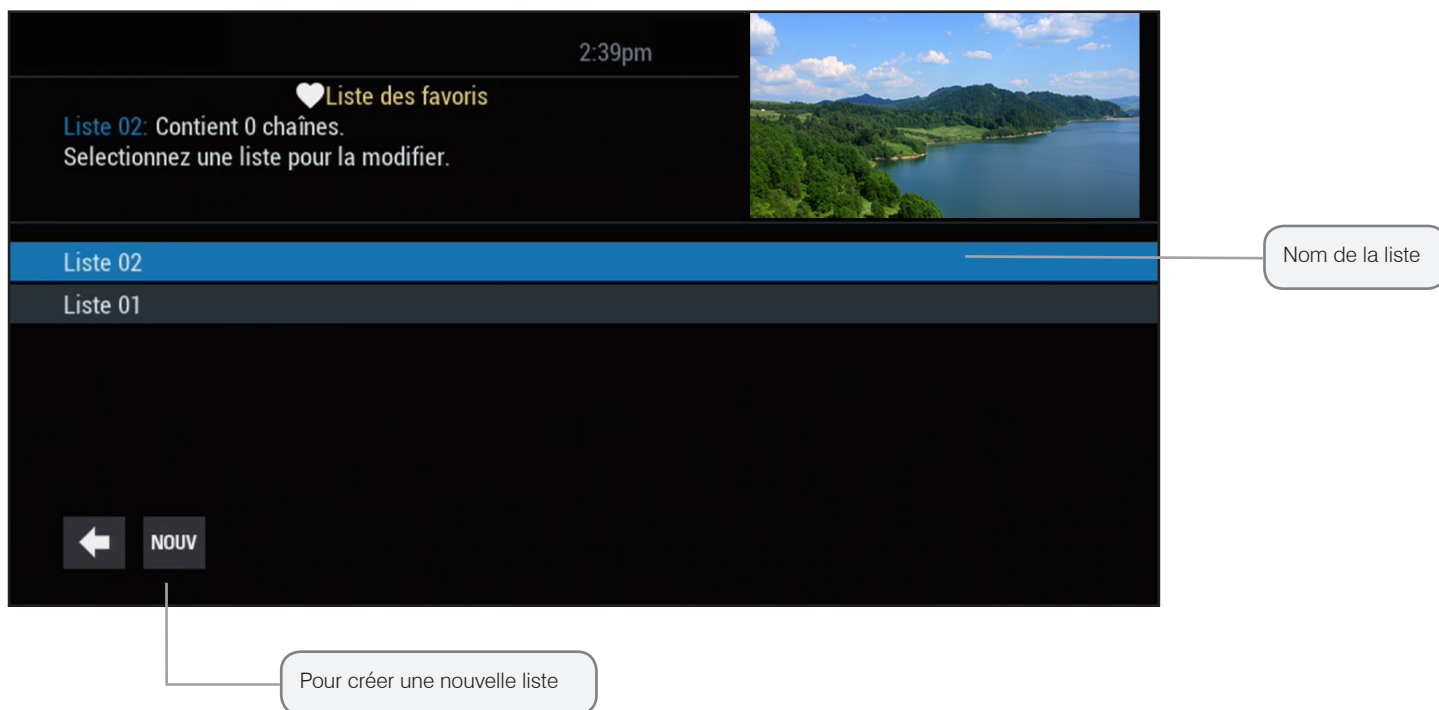 2:39pm
Liste des favoris
Liste 02: Contient 0 chaînes.
Selectionnez une liste pour la modifier.
Liste 02
Nom de la liste
Liste 01
NOUV
Pour créer une nouvelle liste